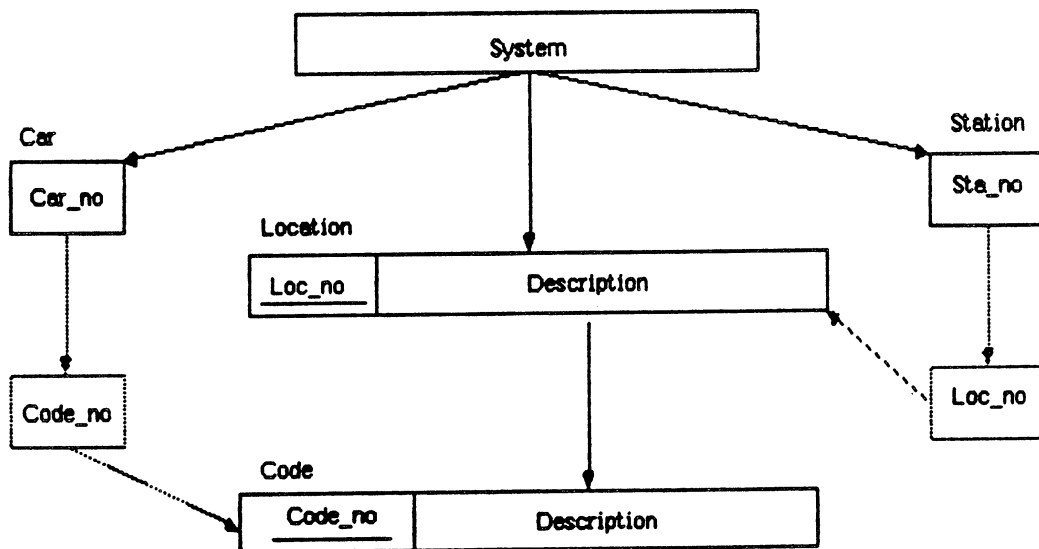 System
Car
Station
Car_no
Sta_no
Location
Loc_no
Description
Code_no
Loc_no
Code
Code_no
Description